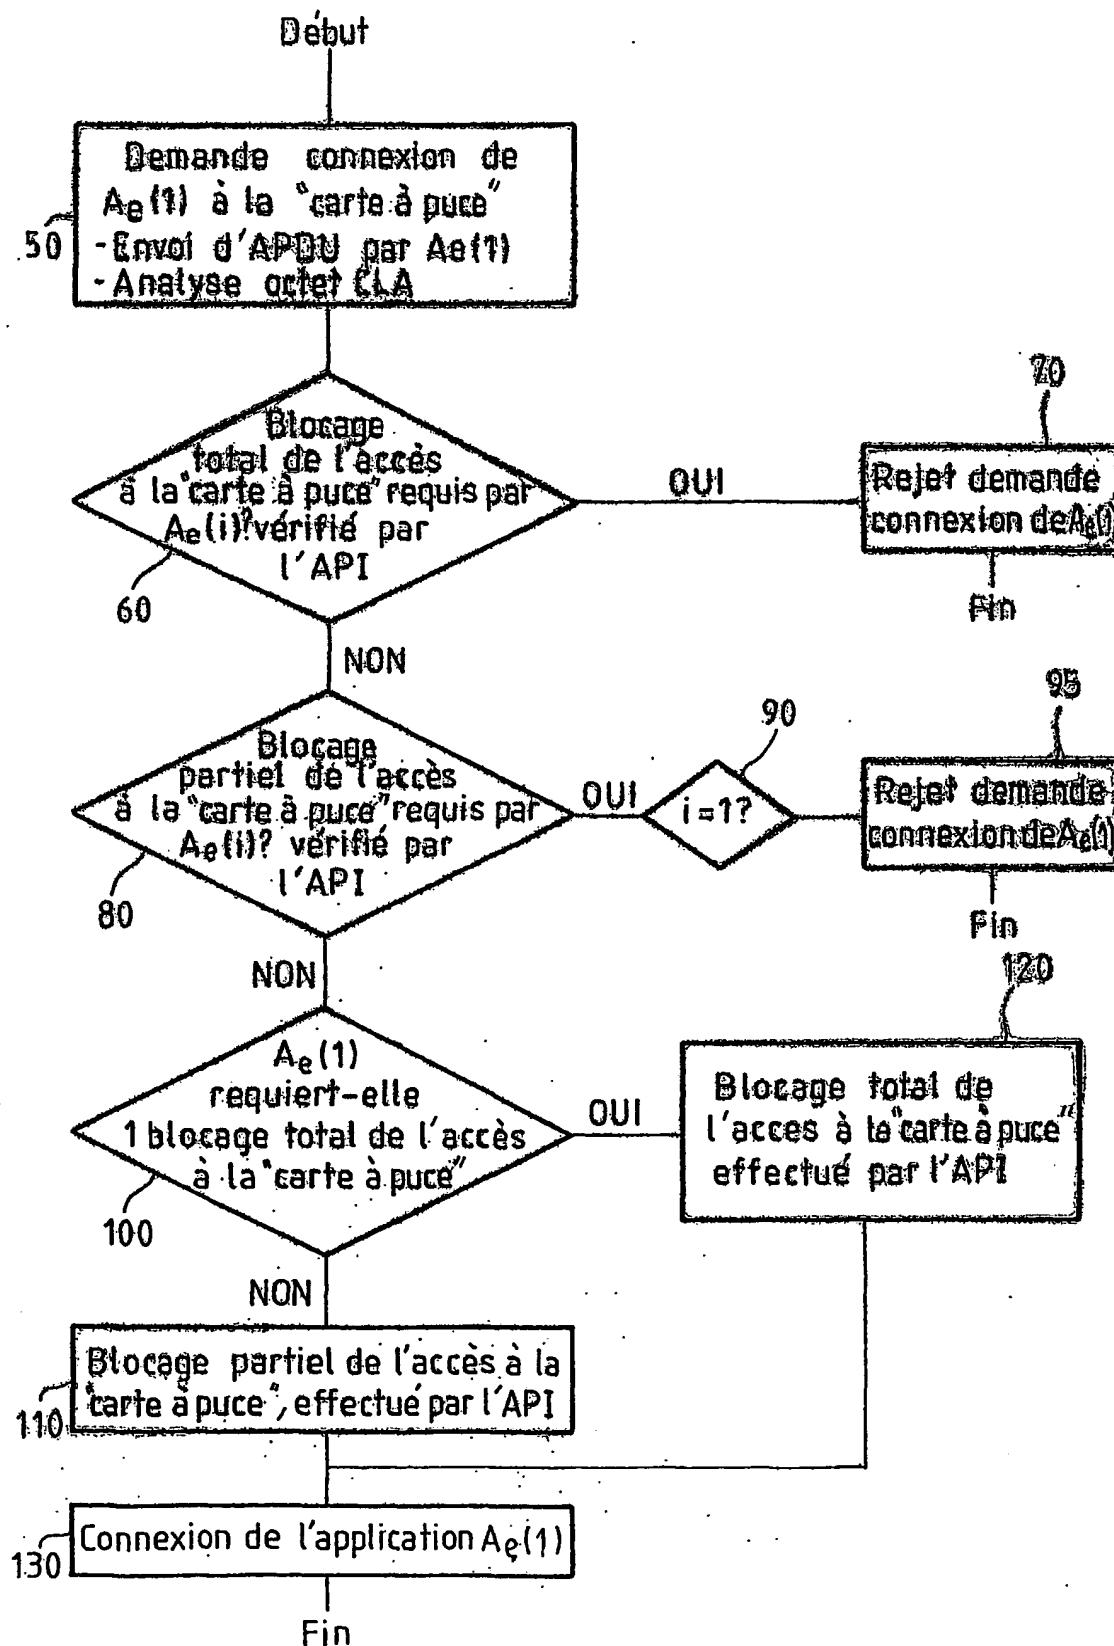 Début
Demande connexion de
Ae(1) à la "carte à puce"
- Envoi d'APDU par Ae(1)
- Analyse octet CLA
50
Blocage
total de l'accès
à la "carte à puce" requis par
Ae(i)? vérifié par
l'API
60
OUI
70
Rejet demande
connexion de Ae(1)
Fin
NON
Blocage
partiel de l'accès
à la "carte à puce" requis par
Ae(i)? vérifié par
l'API
80
OUI
90
i=1?
95
Rejet demande
connexion de Ae(1)
Fin
NON
Ae(1)
requiert-elle
1 blocage total de l'accès
à la "carte à puce"
100
OUI
120
Blocage total de
l'acces à la "carte à puce"
effectué par l'API
NON
Blocage partiel de l'accès à la
"carte à puce", effectué par l'API
110
Connexion de l'application Ae(1)
130
Fin